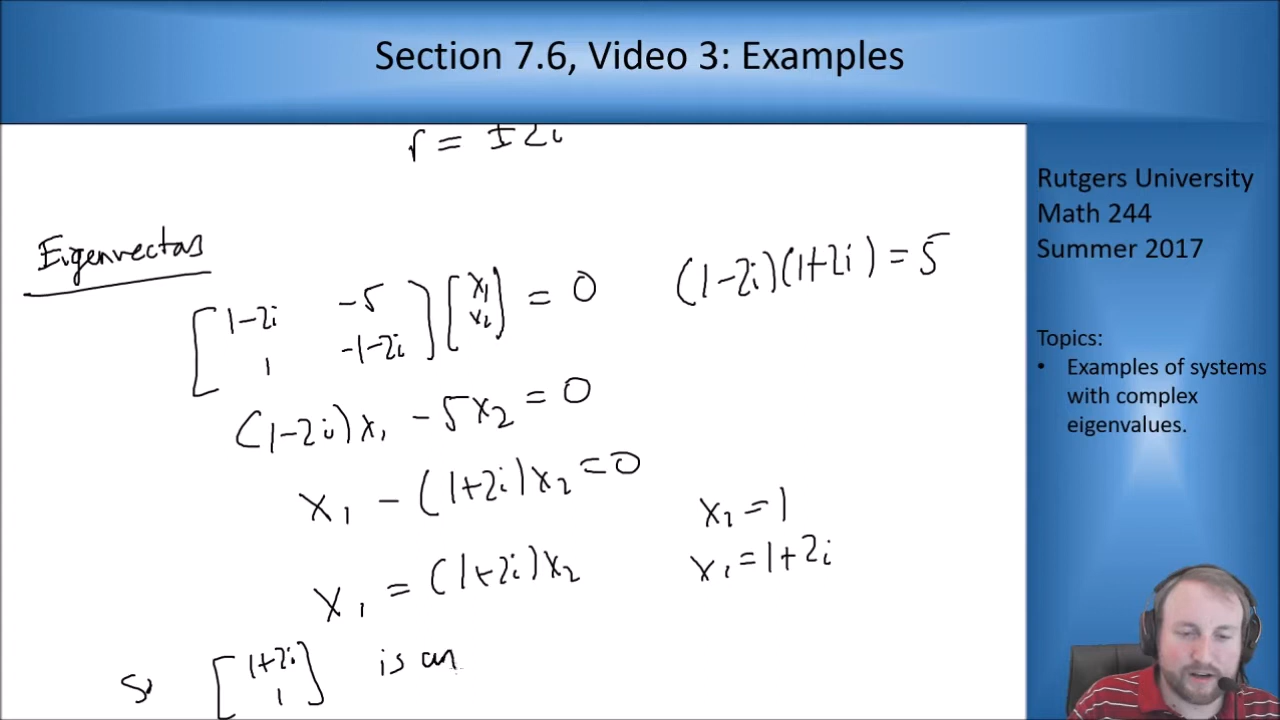 Section 7.6, Video 3: Examples
r = ±2i
Eigenvectors
[1-2i -5
1 -1-2i] [x₁
x₂] = 0
(1-2i)(1+2i) = 5
(1-2i)x₁ - 5x₂ = 0
x₁ - (1+2i)x₂ = 0
x₁ = (1+2i)x₂
x₂ = 1
x₁ = 1+2i
So [1+2i
1] is an
Rutgers University
Math 244
Summer 2017
Topics:
• Examples of systems
with complex
eigenvalues.